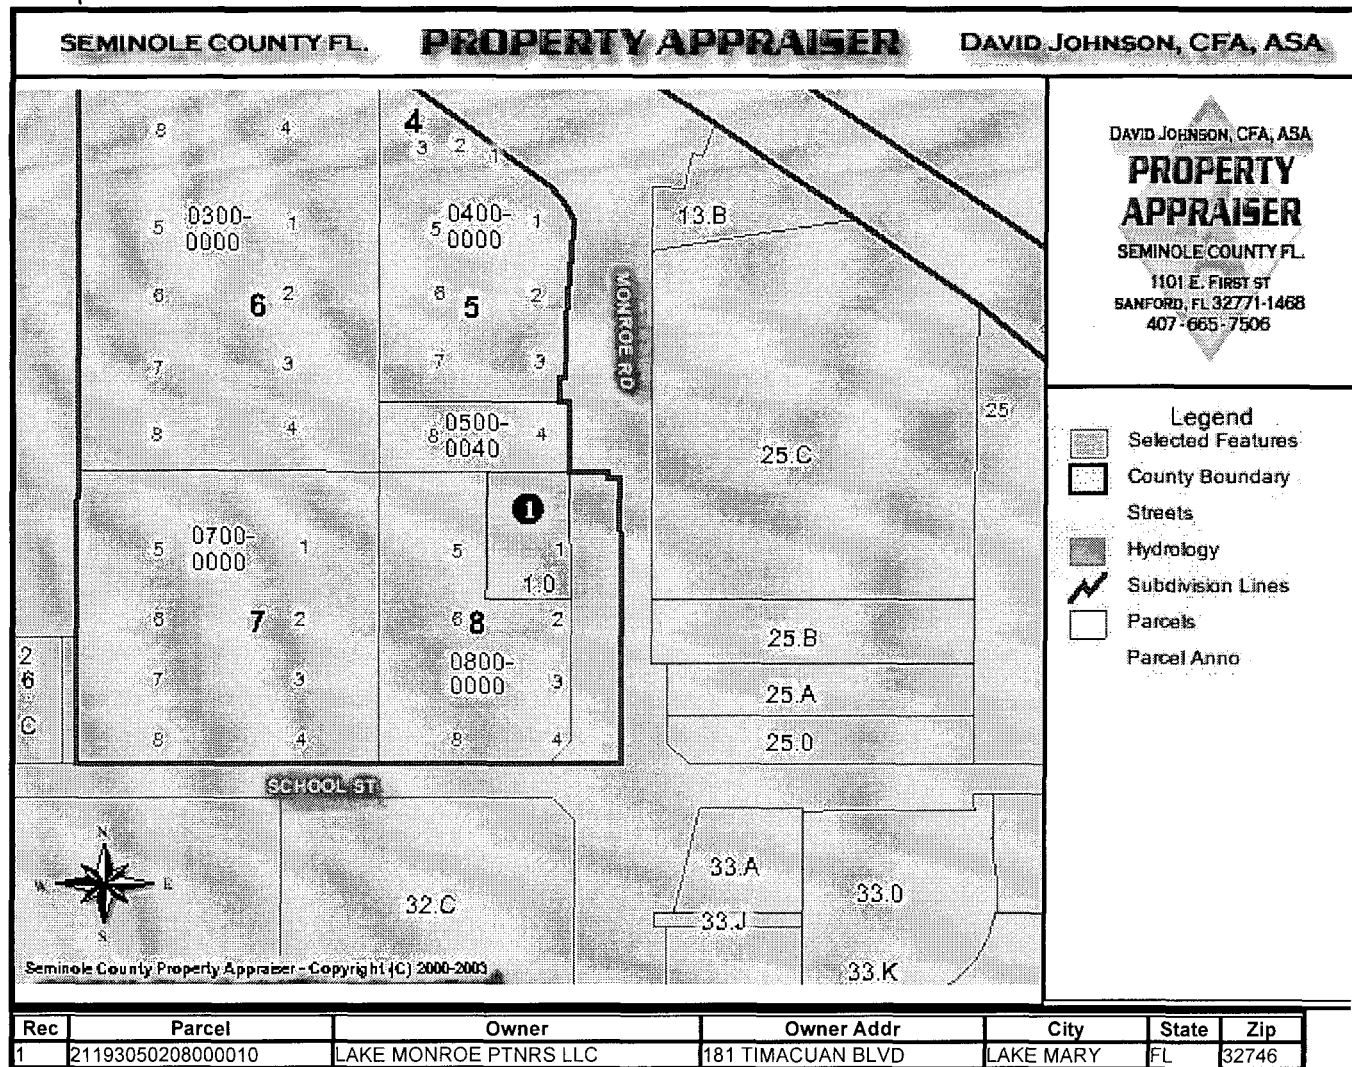 SEMINOLE COUNTY FL. PROPERTY APPRAISER DAVID JOHNSON, CFA, ASA
DAVID JOHNSON, CFA, ASA
PROPERTY
APPRAISER
SEMINOLE COUNTY FL.
1101 E. FIRST ST
SANFORD, FL 32771-1468
407-665-7506
Legend
Selected Features
County Boundary
Streets
Hydrology
Subdivision Lines
Parcels
Parcel Anno
8 4 4
3 2 1
5 0300-
0000 1
5 0400-
0000 1
13.B
MONROE RD
6 6 2
6 5 2
7 3 7 3
8 4
8 0500-
0040 4
25.C
25
1
5 0700-
0000 1
5 1
1.0
6 7 2
6 8 2
25.B
7 3
0800-
0000 3
25.A
8 4 8 4
25.0
2
6
C
SCHOOL ST
N
W E
S
32.C
33.A
33.0
33.J
33.K
Seminole County Property Appraiser - Copyright (C) 2000-2003
Rec Parcel Owner Owner Addr City State Zip
1 21193050208000010 LAKE MONROE PTNRS LLC 181 TIMACUAN BLVD LAKE MARY FL 32746